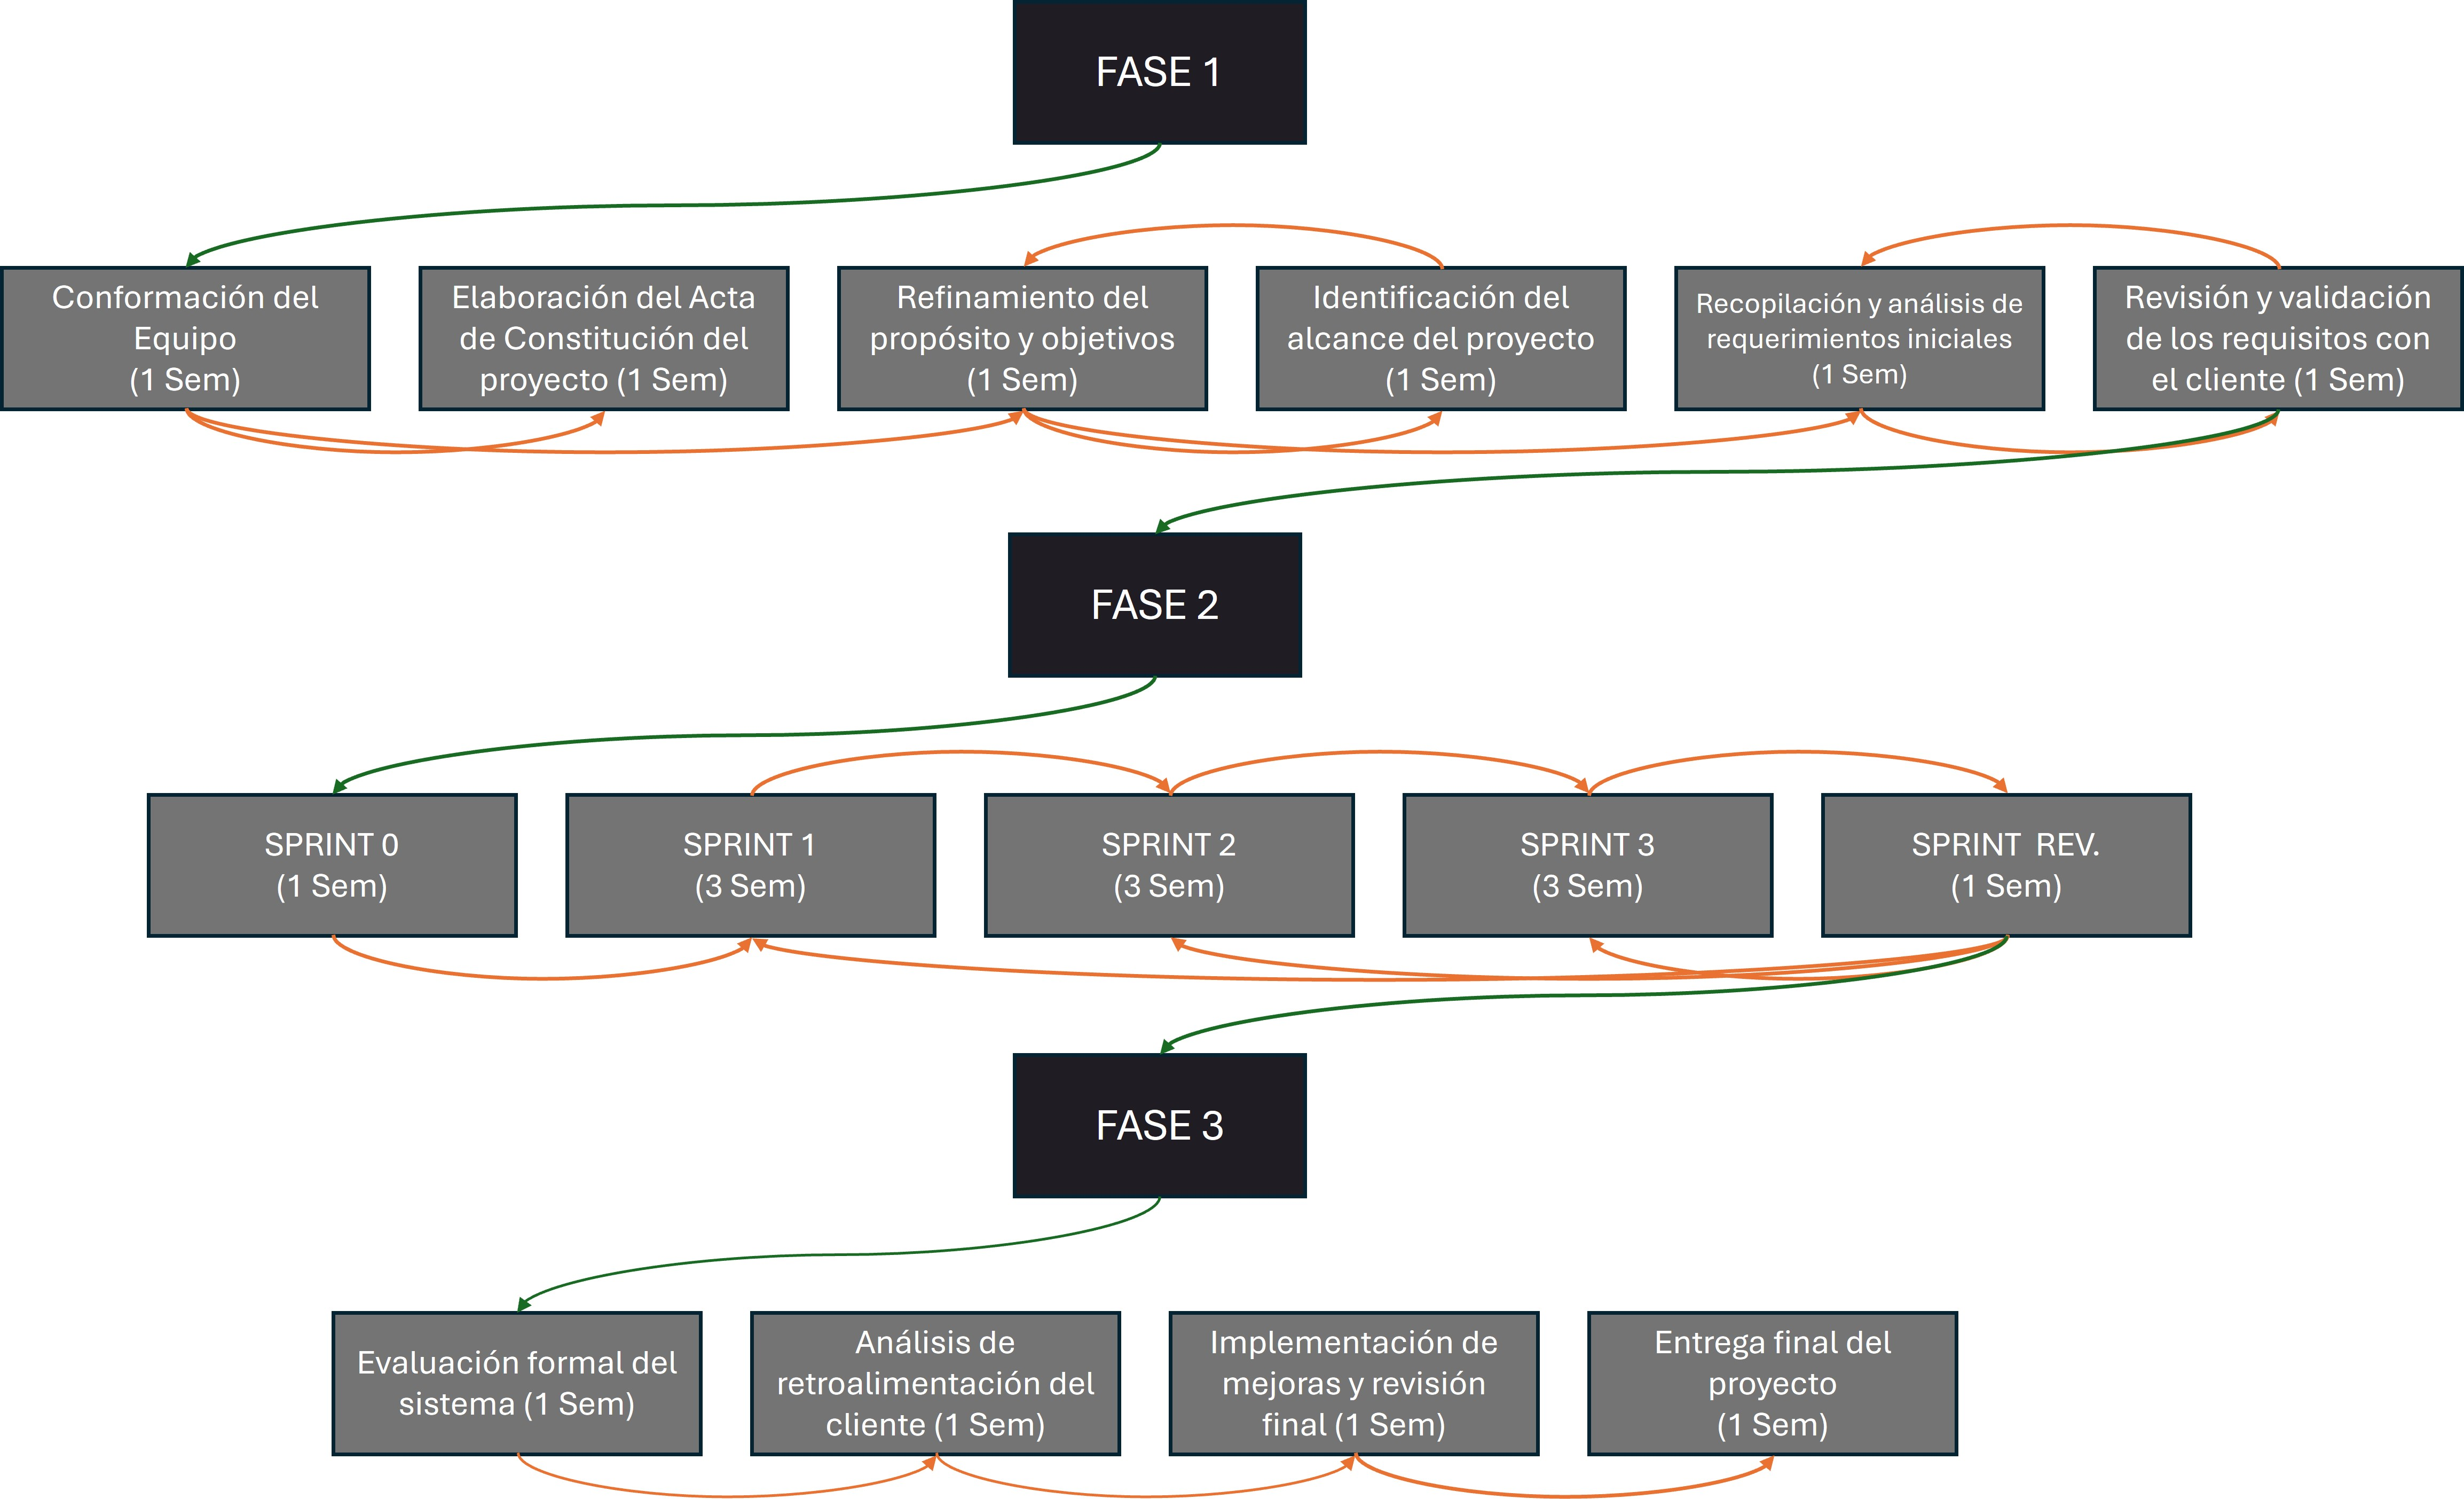 FASE 1
Conformación del
Equipo
(1 Sem)
Elaboración del Acta
de Constitución del
proyecto (1 Sem)
Refinamiento del
propósito y objetivos
(1 Sem)
Identificación del
alcance del proyecto
(1 Sem)
Recopilación y análisis de
requerimientos iniciales
(1 Sem)
Revisión y validación
de los requisitos con
el cliente (1 Sem)
FASE 2
SPRINT 0
(1 Sem)
SPRINT 1
(3 Sem)
SPRINT 2
(3 Sem)
SPRINT 3
(3 Sem)
SPRINT  REV.
(1 Sem)
FASE 3
Evaluación formal del
sistema (1 Sem)
Análisis de
retroalimentación del
cliente (1 Sem)
Implementación de
mejoras y revisión
final (1 Sem)
Entrega final del
proyecto
(1 Sem)